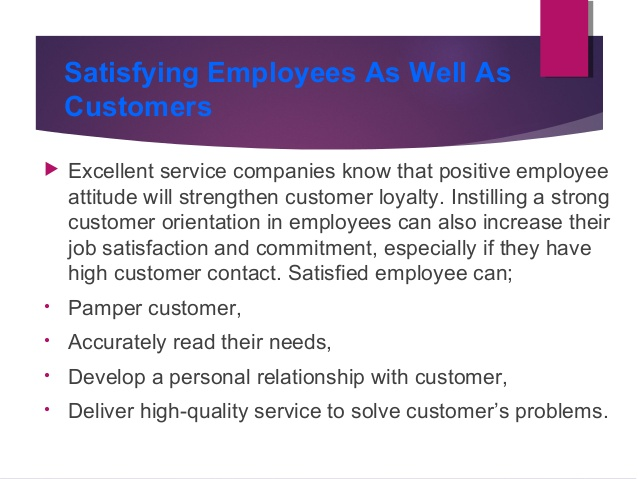 Satisfying Employees As Well As
Customers
Excellent service companies know that positive employee
attitude will strengthen customer loyalty. Instilling a strong
customer orientation in employees can also increase their
job satisfaction and commitment, especially if they have
high customer contact. Satisfied employee can;
• Pamper customer,
• Accurately read their needs,
• Develop a personal relationship with customer,
• Deliver high-quality service to solve customer’s problems.